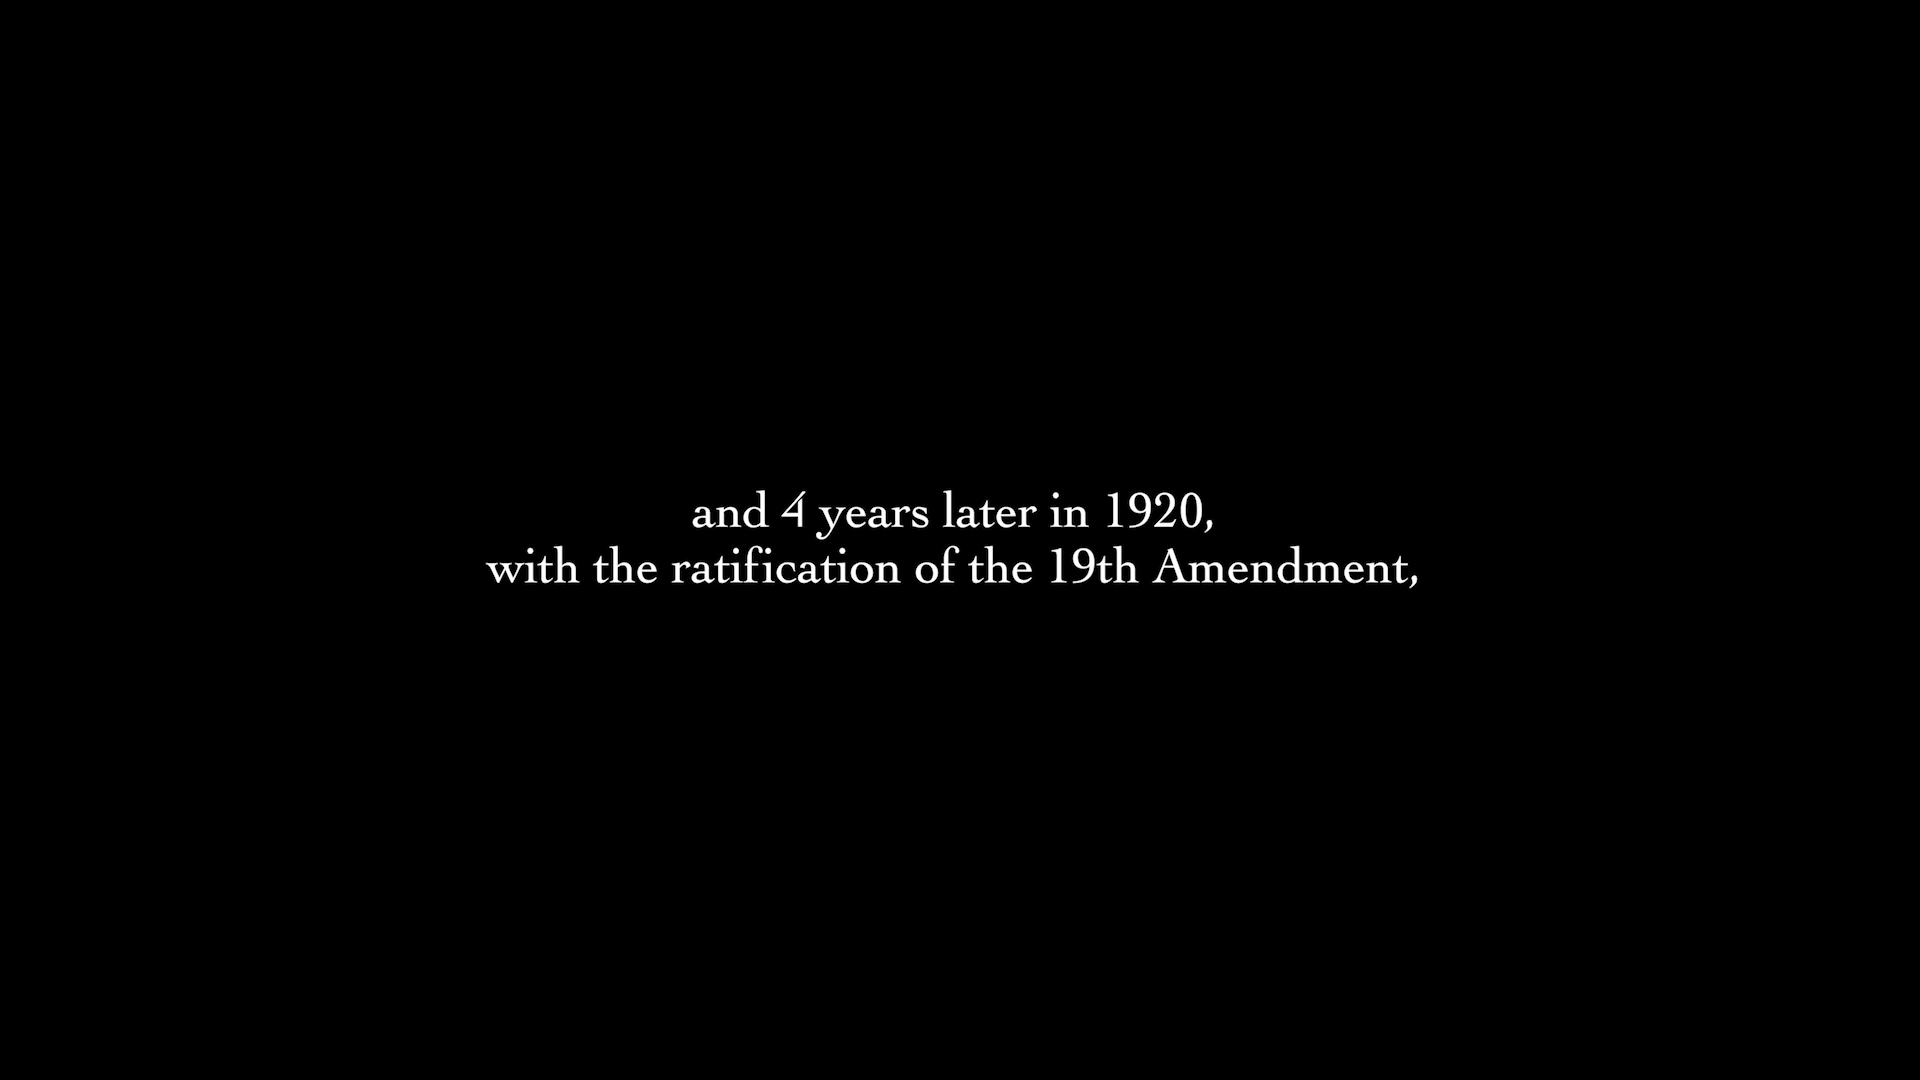 and 4 years later in 1920,
with the ratification of the 19th Amendment,